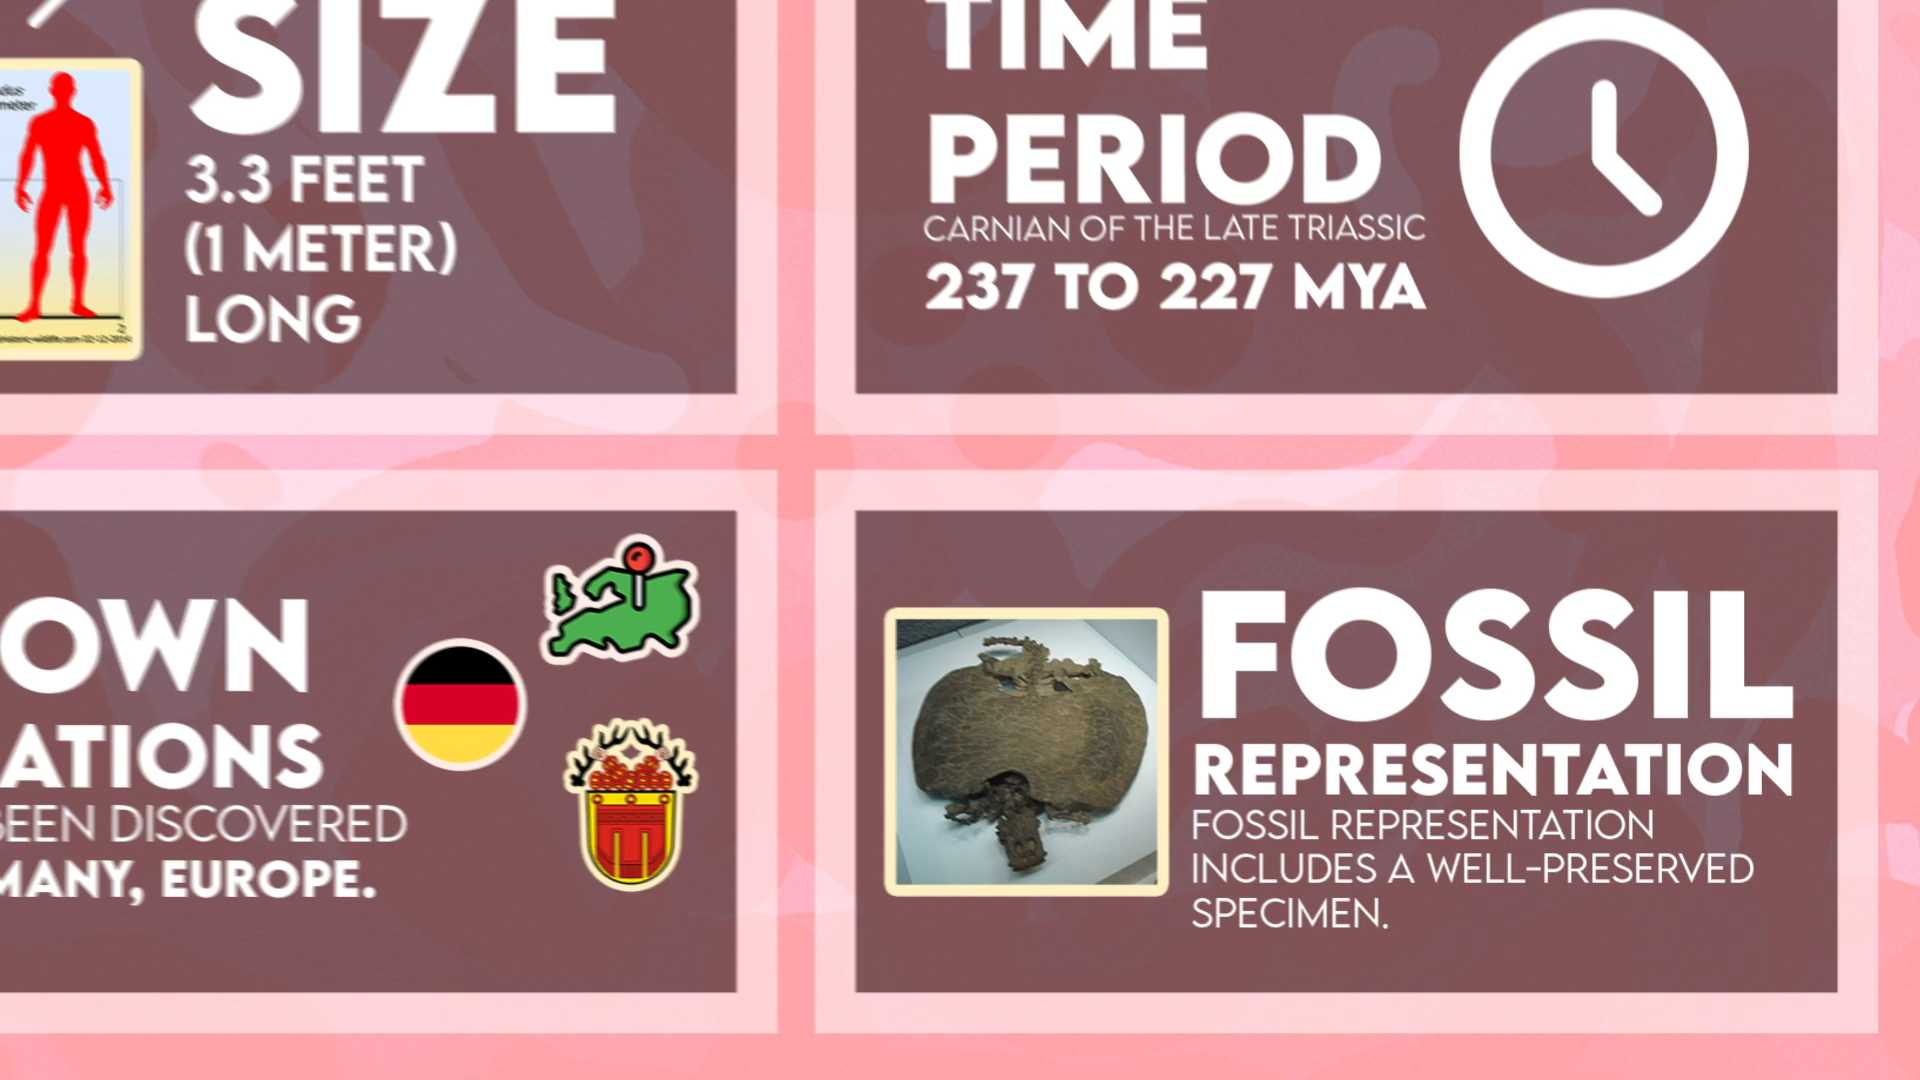 SIZE
3.3 FEET
(1 METER)
LONG
TIME
PERIOD
CARNIAN OF THE LATE TRIASSIC
237 TO 227 MYA
OWN
ATIONS
BEEN DISCOVERED
MANY, EUROPE.
FOSSIL
REPRESENTATION
FOSSIL REPRESENTATION
INCLUDES A WELL-PRESERVED
SPECIMEN.